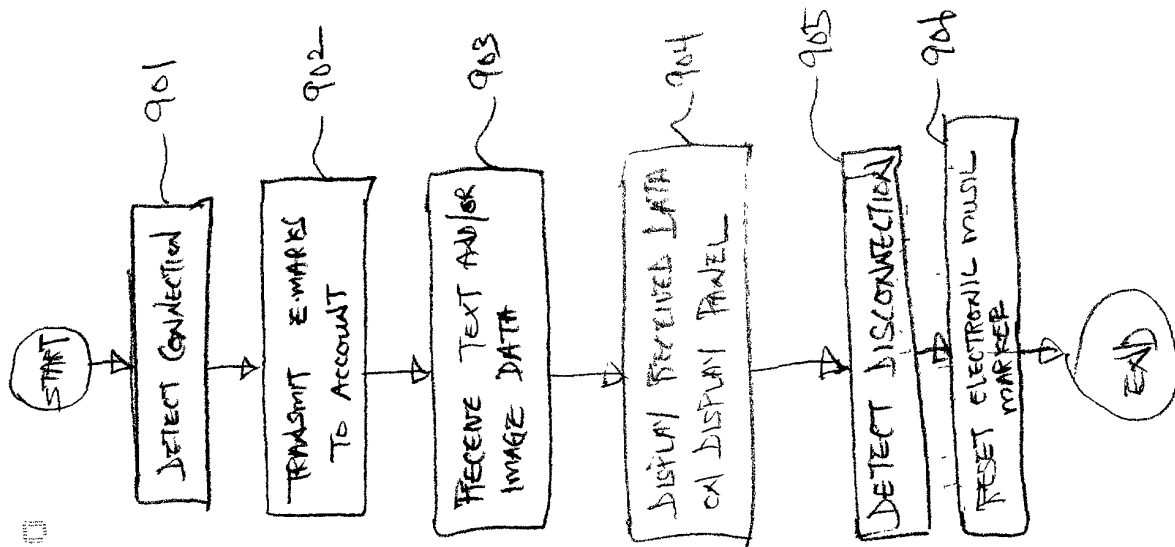 START
DETECT CONNECTION
901
TRANSMIT E-MARKS
TO ACCOUNT
902
RECEIVE TEXT AND/OR
IMAGE DATA
903
DISPLAY RECEIVED DATA
ON DISPLAY PANEL
904
DETECT DISCONNECTION
905
RESET ELECTRONIC MUSIC
MARKER
906
END